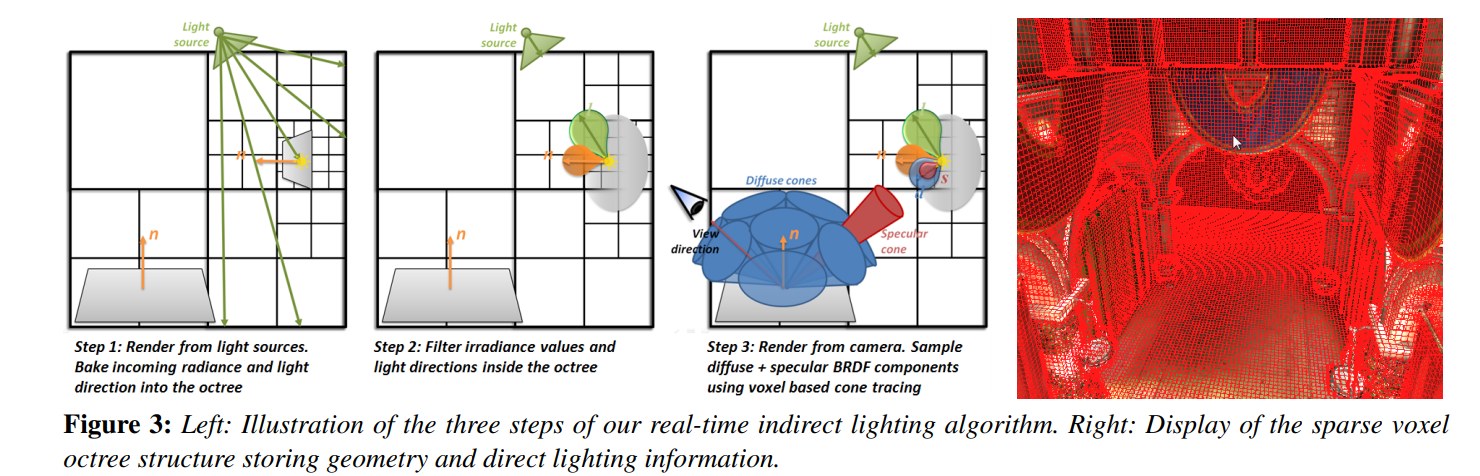 Light
source
n
n
Step 1: Render from light sources.
Bake incoming radiance and light
direction into the octree
Light
source
l
n
n
Step 2: Filter irradiance values and
light directions inside the octree
Light
source
l
n
s
d
Diffuse cones
View
direction
n
Specular
cone
Step 3: Render from camera. Sample
diffuse + specular BRDF components
using voxel based cone tracing
Figure 3: Left: Illustration of the three steps of our real-time indirect lighting algorithm. Right: Display of the sparse voxel
octree structure storing geometry and direct lighting information.